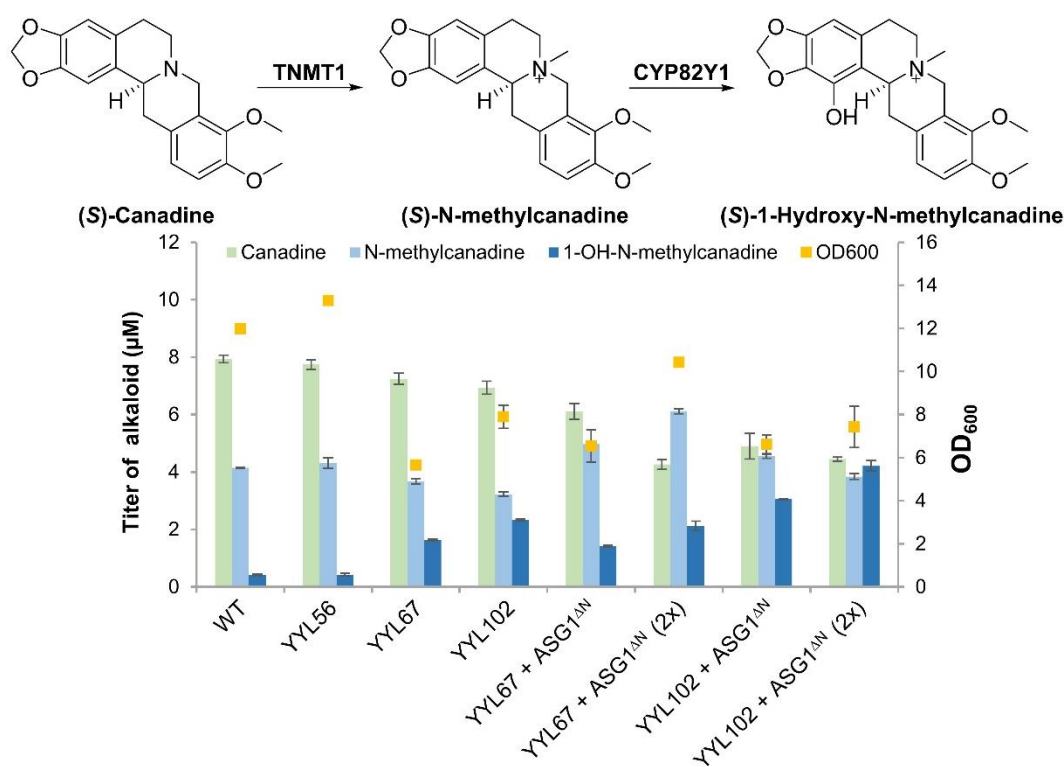 TNMT1
CYP82Y1
O
O
N
H
O
O
O
O
N
+
H
O
O
O
O
N
+
H
OH
O
O
(S)-Canadine
(S)-N-methylcanadine
(S)-1-Hydroxy-N-methylcanadine
Canadine
N-methylcanadine
1-OH-N-methylcanadine
OD600
Titer of alkaloid (µM)
12
10
8
6
4
2
0
16
14
12
10
8
6
4
2
0
OD600
WT
YYL56
YYL67
YYL102
YYL67 + ASG1ΔN
YYL67 + ASG1ΔN (2x)
YYL102 + ASG1ΔN
YYL102 + ASG1ΔN (2x)